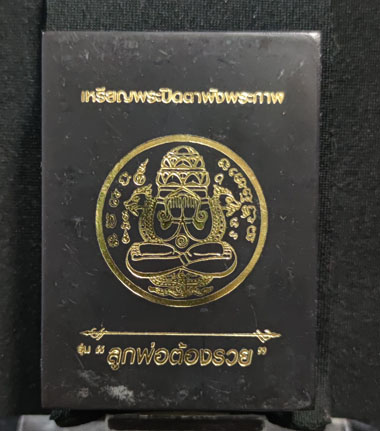 เหรียญพระปิดตาพังพระกาฬ
รุ่น "ลูกพ่อต้องรวย"